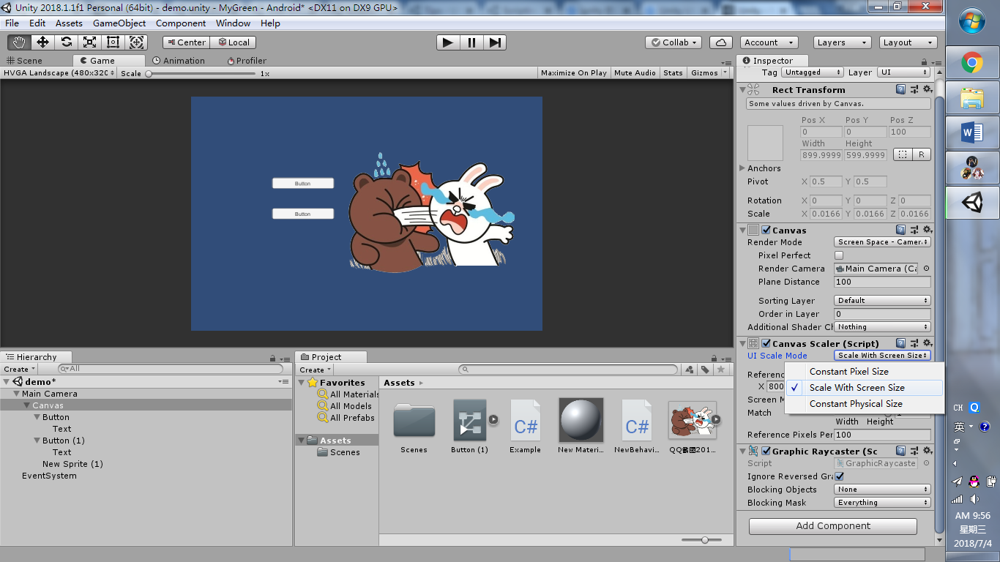 Unity 2018.1.1f1 Personal (64bit) - demo.unity - MyGreen - Android* <DX11 on DX9 GPU>
File Edit Assets GameObject Component Window Help
Center Local Collab Account Layers Layout
Scene Game Animation Profiler
HVGA Landscape (480x32( Scale 1x Maximize On Play Mute Audio Stats Gizmos
Button
Button
Hierarchy
Create All
demo*
Main Camera
Canvas
Button
Text
Button (1)
Text
New Sprite (1)
EventSystem
Project
Create
Favorites
All Materials
All Models
All Prefabs
Assets
Scenes
Assets
Scenes Button (1) Example New Materi... NewBehavi...
Inspector
Tag Untagged Layer UI
Rect Transform
Some values driven by Canvas.
Pos X Pos Y Pos Z
0 0 100
Width Height
899.9999 599.9999 R
Anchors
Pivot X 0.5 Y 0.5
Rotation X 0 Y 0 Z 0
Scale X 0.0166 Y 0.0166 Z 0.0166
Canvas
Render Mode Screen Space - Camer
Pixel Perfect
Render Camera Main Camera (Ca
Plane Distance 100
Sorting Layer Default
Order in Layer 0
Additional Shader Ch Nothing
Canvas Scaler (Script)
UI Scale Mode Scale With Screen Size
Constant Pixel Size
Scale With Screen Size
Constant Physical Size
Referenc
X 800
Screen M
Match
Width Height
Reference Pixels Per 100
Graphic Raycaster (Sc
Script GraphicRaycaste
Ignore Reversed Gra
Blocking Objects None
Blocking Mask Everything
Add Component
CH
英
AM 9:56
星期三
2018/7/4